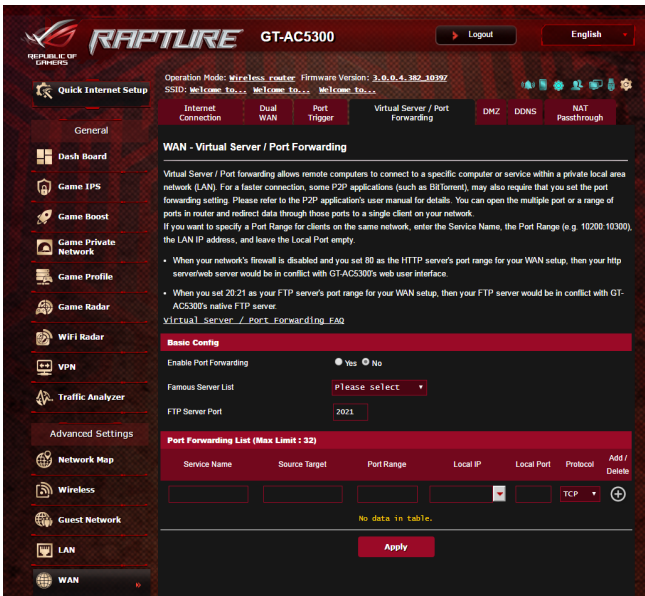 REPUBLIC OF
GAMERS
RAPTURE
GT-AC5300
Logout
English
Quick Internet Setup
Operation Mode: Wireless router Firmware Version: 3.0.0.4.382_10397
SSID: Welcome to... Welcome to... Welcome to...
Internet
Connection
Dual
WAN
Port
Trigger
Virtual Server / Port
Forwarding
DMZ
DDNS
NAT
Passthrough
General
Dash Board
Game IPS
Game Boost
Game Private
Network
Game Profile
Game Radar
WiFi Radar
VPN
Traffic Analyzer
Advanced Settings
Network Map
Wireless
Guest Network
LAN
WAN
WAN - Virtual Server / Port Forwarding
Virtual Server / Port forwarding allows remote computers to connect to a specific computer or service within a private local area
network (LAN). For a faster connection, some P2P applications (such as BitTorrent), may also require that you set the port
forwarding setting. Please refer to the P2P application's user manual for details. You can open the multiple port or a range of
ports in router and redirect data through those ports to a single client on your network.
If you want to specify a Port Range for clients on the same network, enter the Service Name, the Port Range (e.g. 10200:10300),
the LAN IP address, and leave the Local Port empty.
• When your network's firewall is disabled and you set 80 as the HTTP server's port range for your WAN setup, then your http
server/web server would be in conflict with GT-AC5300's web user interface.
• When you set 20:21 as your FTP server's port range for your WAN setup, then your FTP server would be in conflict with GT-
AC5300's native FTP server.
Virtual Server / Port Forwarding FAQ
Basic Config
Enable Port Forwarding
Yes No
Famous Server List
Please select
FTP Server Port
2021
Port Forwarding List (Max Limit : 32)
Service Name
Source Target
Port Range
Local IP
Local Port
Protocol
Add /
Delete
TCP
No data in table.
Apply